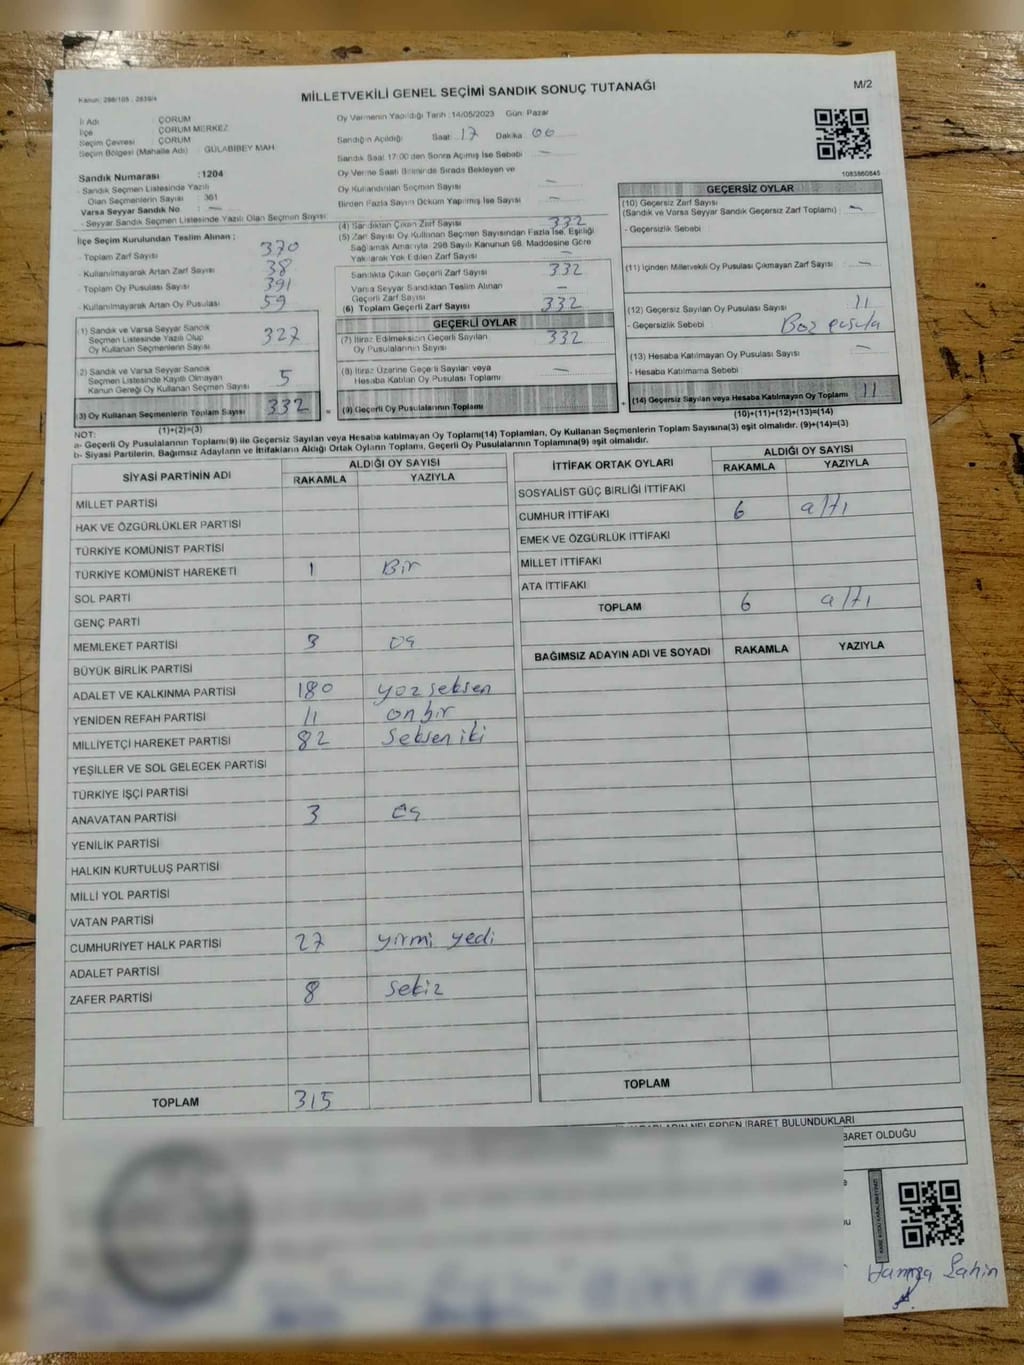 Kanun: 298/105 , 2839/4
MİLLETVEKİLİ GENEL SEÇİMİ SANDIK SONUÇ TUTANAĞI
M/2
İl Adı : ÇORUM
İlçe : ÇORUM MERKEZ
Seçim Çevresi : ÇORUM
Seçim Bölgesi (Mahalle Adı) : GÜLABİBEY MAH.
Sandık Numarası : 1204
- Sandık Seçmen Listesinde Yazılı
Olan Seçmenlerin Sayısı : 361
Varsa Seyyar Sandık No : —
- Seyyar Sandık Seçmen Listesinde Yazılı Olan Seçmen Sayısı:
Oy Vermenin Yapıldığı Tarih :14/05/2023 Gün: Pazar
Sandığın Açıldığı Saat: 17 Dakika: 00
Sandık Saat 17:00'den Sonra Açılmış İse Sebebi —
Oy Verme Saati Bitiminde Sırada Bekleyen ve
Oy Kullandırılan Seçmen Sayısı —
Birden Fazla Sayım Döküm Yapılmış İse Sayısı —
1083860845
İlçe Seçim Kurulundan Teslim Alınan ;
- Toplam Zarf Sayısı 370
- Kullanılmayarak Artan Zarf Sayısı 38
- Toplam Oy Pusulası Sayısı 391
- Kullanılmayarak Artan Oy Pusulası 59
(1) Sandık ve Varsa Seyyar Sandık
Seçmen Listesinde Yazılı Olup
Oy Kullanan Seçmenlerin Sayısı 327
(2) Sandık ve Varsa Seyyar Sandık
Seçmen Listesinde Kayıtlı Olmayan
Kanun Gereği Oy Kullanan Seçmen Sayısı 5
(3) Oy Kullanan Seçmenlerin Toplam Sayısı 332 =
(1)+(2)=(3)
(4) Sandıktan Çıkan Zarf Sayısı 332
(5) Zarf Sayısı Oy Kullanan Seçmen Sayısından Fazla İse, Eşitliği
Sağlamak Amacıyla 298 Sayılı Kanunun 98. Maddesine Göre
Yakılarak Yok Edilen Zarf Sayısı —
Sandıkta Çıkan Geçerli Zarf Sayısı 332
Varsa Seyyar Sandıktan Teslim Alınan
Geçerli Zarf Sayısı —
(6) Toplam Geçerli Zarf Sayısı 332
GEÇERLİ OYLAR
(7) İtiraz Edilmeksizin Geçerli Sayılan
Oy Pusulalarının Sayısı 332
(8) İtiraz Üzerine Geçerli Sayılan veya
Hesaba Katılan Oy Pusulaları Toplamı —
(9) Geçerli Oy Pusulalarının Toplamı +
GEÇERSİZ OYLAR
(10) Geçersiz Zarf Sayısı
(Sandık ve Varsa Seyyar Sandık Geçersiz Zarf Toplamı) —
- Geçersizlik Sebebi
(11) İçinden Milletvekili Oy Pusulası Çıkmayan Zarf Sayısı —
(12) Geçersiz Sayılan Oy Pusulası Sayısı 11
- Geçersizlik Sebebi Boz pusula
(13) Hesaba Katılmayan Oy Pusulası Sayısı —
- Hesaba Katılmama Sebebi
(14) Geçersiz Sayılan veya Hesaba Katılmayan Oy Toplamı 11
(10)+(11)+(12)+(13)=(14)
NOT:
a- Geçerli Oy Pusulaları Toplamı(9) ile Geçersiz Sayılan veya Hesaba katılmayan Oy Toplamı(14) Toplamları, Oy Kullanan Seçmenlerin Toplam Sayısına(3) eşit olmalıdır. (9)+(14)=(3)
b- Siyasi Partilerin, Bağımsız Adayların ve İttifakların Aldığı Oyların Toplamı, Geçerli Oy Pusulalarının Toplamına(9) eşit olmalıdır.
SİYASİ PARTİNİN ADI
ALDIĞI OY SAYISI
RAKAMLA YAZIYLA
MİLLET PARTİSİ
HAK VE ÖZGÜRLÜKLER PARTİSİ
TÜRKİYE KOMÜNİST PARTİSİ
TÜRKİYE KOMÜNİST HAREKETİ 1 Bir
SOL PARTİ
GENÇ PARTİ
MEMLEKET PARTİSİ 3 üç
BÜYÜK BİRLİK PARTİSİ
ADALET VE KALKINMA PARTİSİ 180 yüz seksen
YENİDEN REFAH PARTİSİ 11 on bir
MİLLİYETÇİ HAREKET PARTİSİ 82 Seksen iki
YEŞİLLER VE SOL GELECEK PARTİSİ
TÜRKİYE İŞÇİ PARTİSİ
ANAVATAN PARTİSİ 3 üç
YENİLİK PARTİSİ
HALKIN KURTULUŞ PARTİSİ
MİLLİ YOL PARTİSİ
VATAN PARTİSİ
CUMHURİYET HALK PARTİSİ 27 yirmi yedi
ADALET PARTİSİ
ZAFER PARTİSİ 8 sekiz
TOPLAM 315
İTTİFAK ORTAK OYLARI
ALDIĞI OY SAYISI
RAKAMLA YAZIYLA
SOSYALİST GÜÇ BİRLİĞİ İTTİFAKI
CUMHUR İTTİFAKI 6 altı
EMEK VE ÖZGÜRLÜK İTTİFAKI
MİLLET İTTİFAKI
ATA İTTİFAKI
TOPLAM 6 altı
BAĞIMSIZ ADAYIN ADI VE SOYADI RAKAMLA YAZIYLA
TOPLAM
NELERDEN İBARET BULUNDUKLARI
BARET OLDUĞU
Hamza Şahin